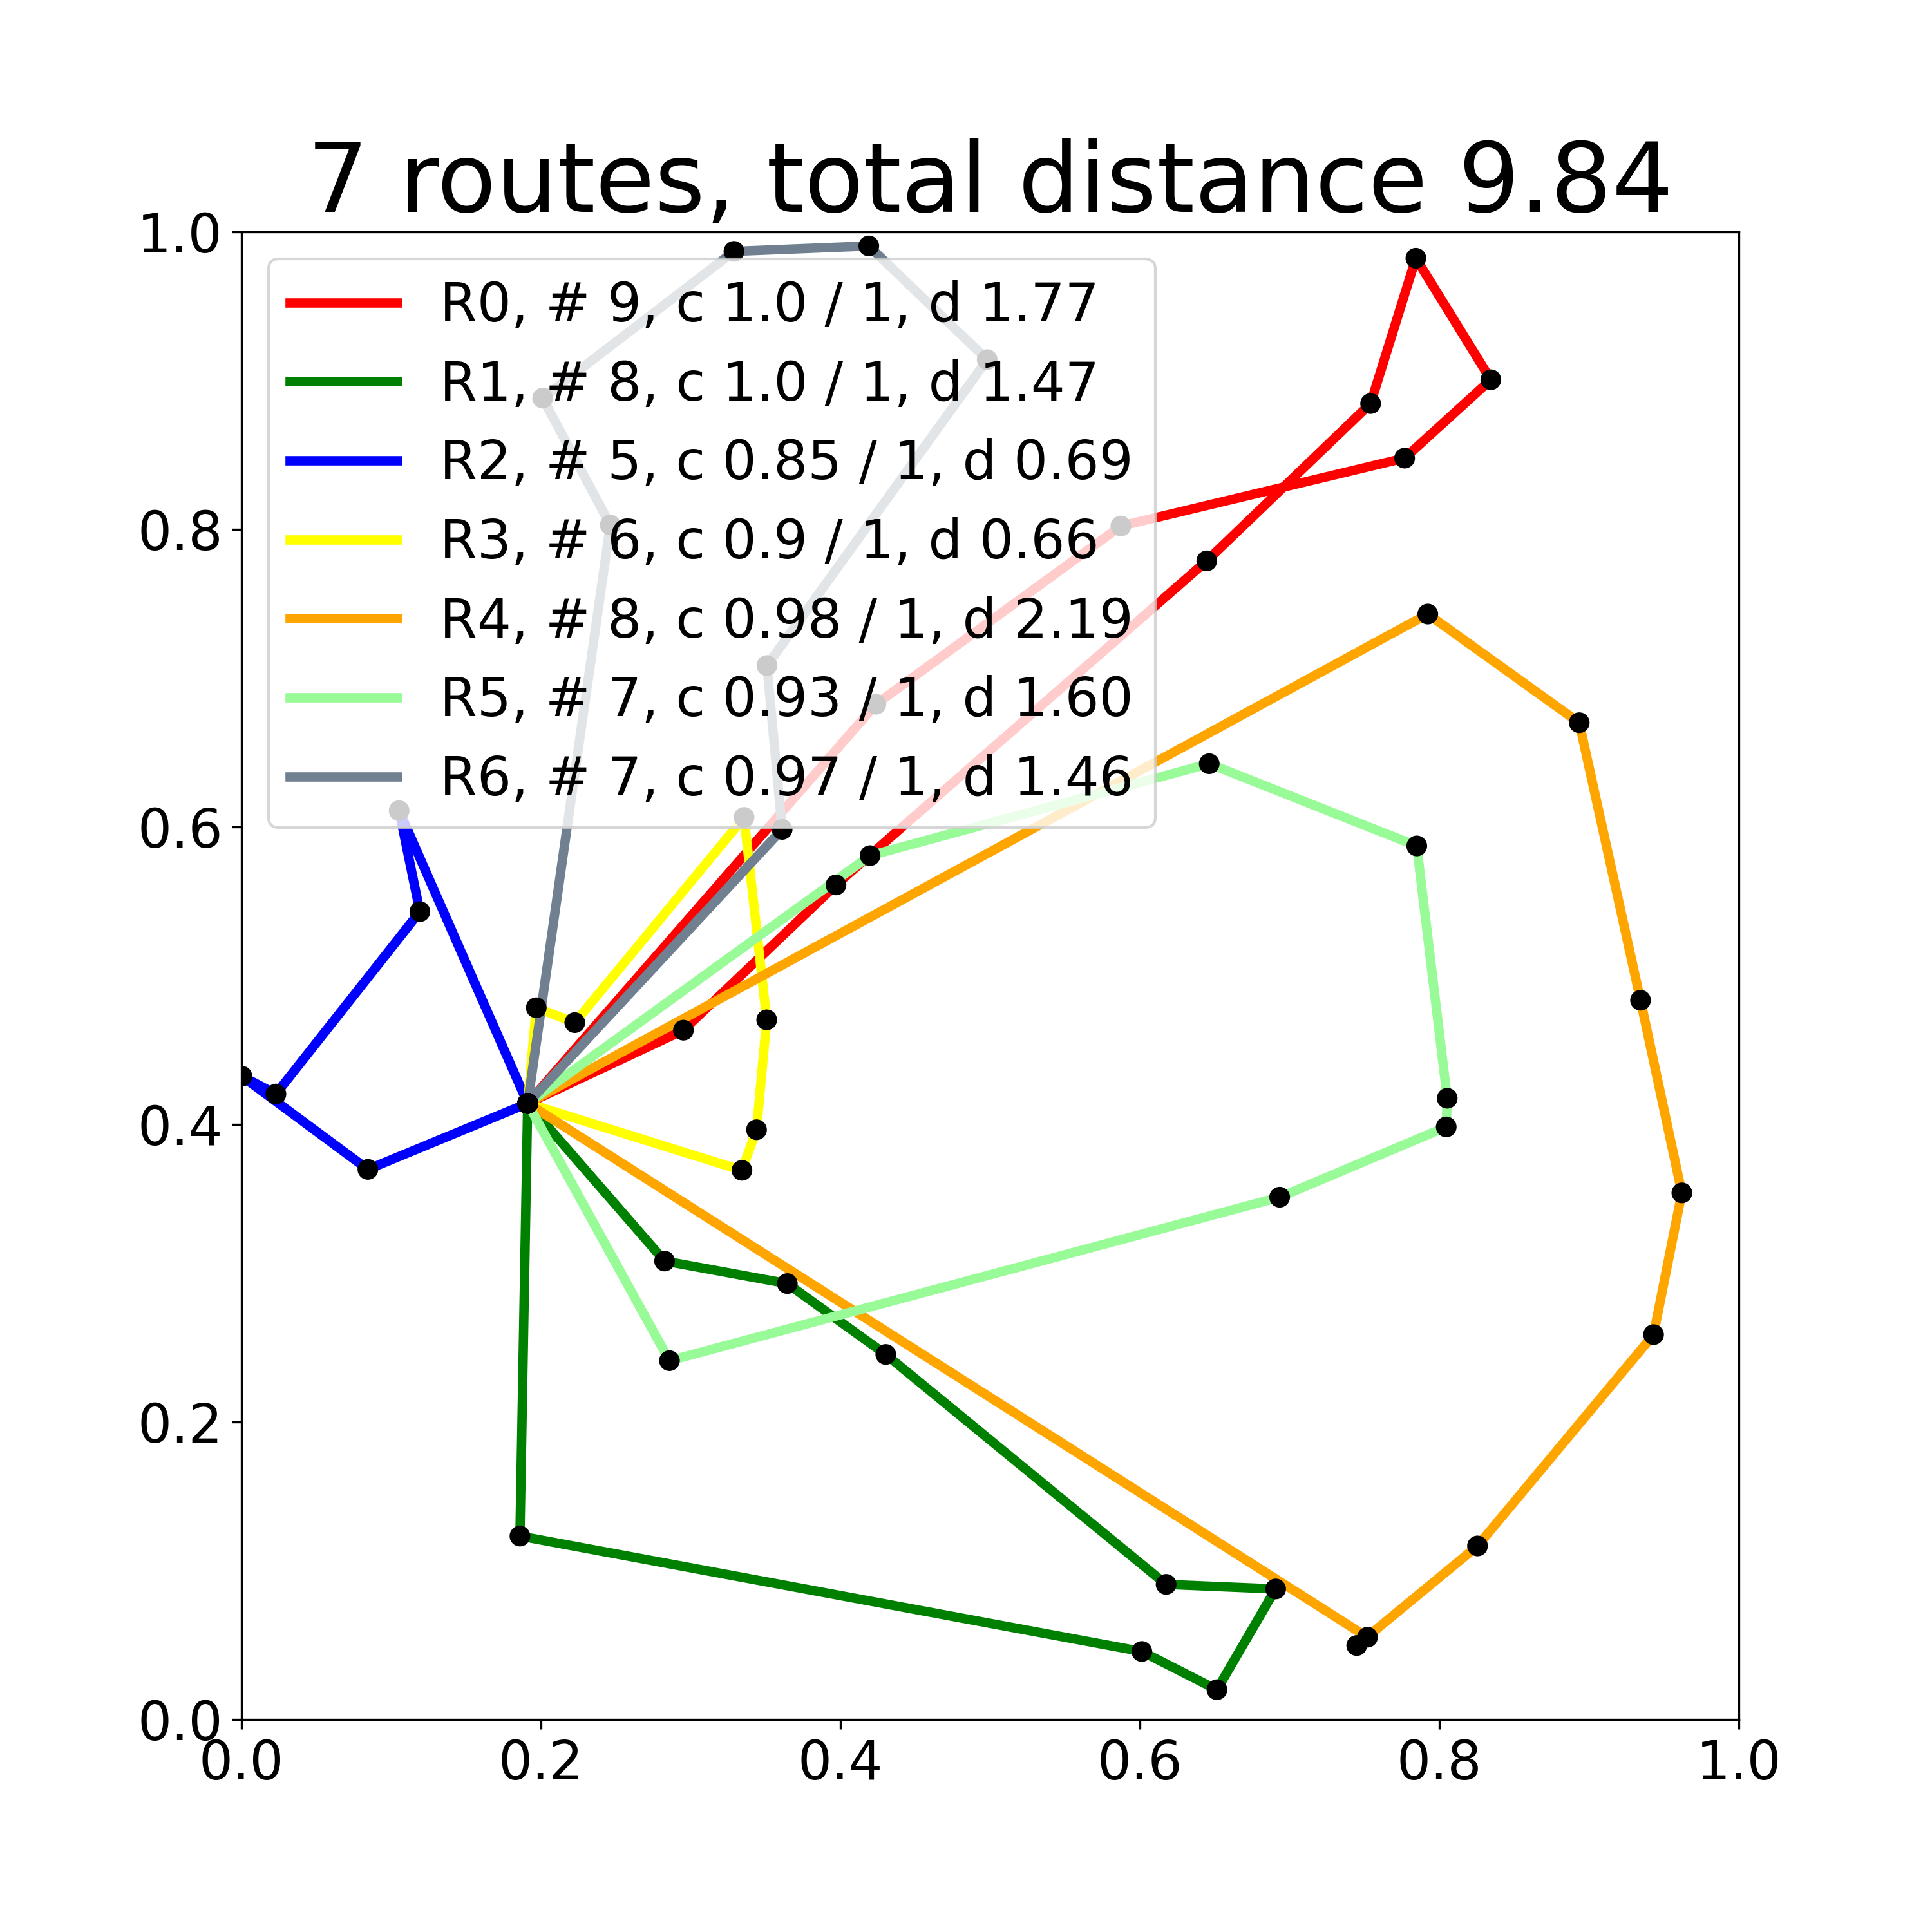 7 routes, total distance 9.84
1.0
0.8
0.6
0.4
0.2
0.0
R0, # 9, c 1.0 / 1, d 1.77
R1, # 8, c 1.0 / 1, d 1.47
R2, # 5, c 0.85 / 1, d 0.69
R3, # 6, c 0.9 / 1, d 0.66
R4, # 8, c 0.98 / 1, d 2.19
R5, # 7, c 0.93 / 1, d 1.60
R6, # 7, c 0.97 / 1, d 1.46
0.0 0.2 0.4 0.6 0.8 1.0